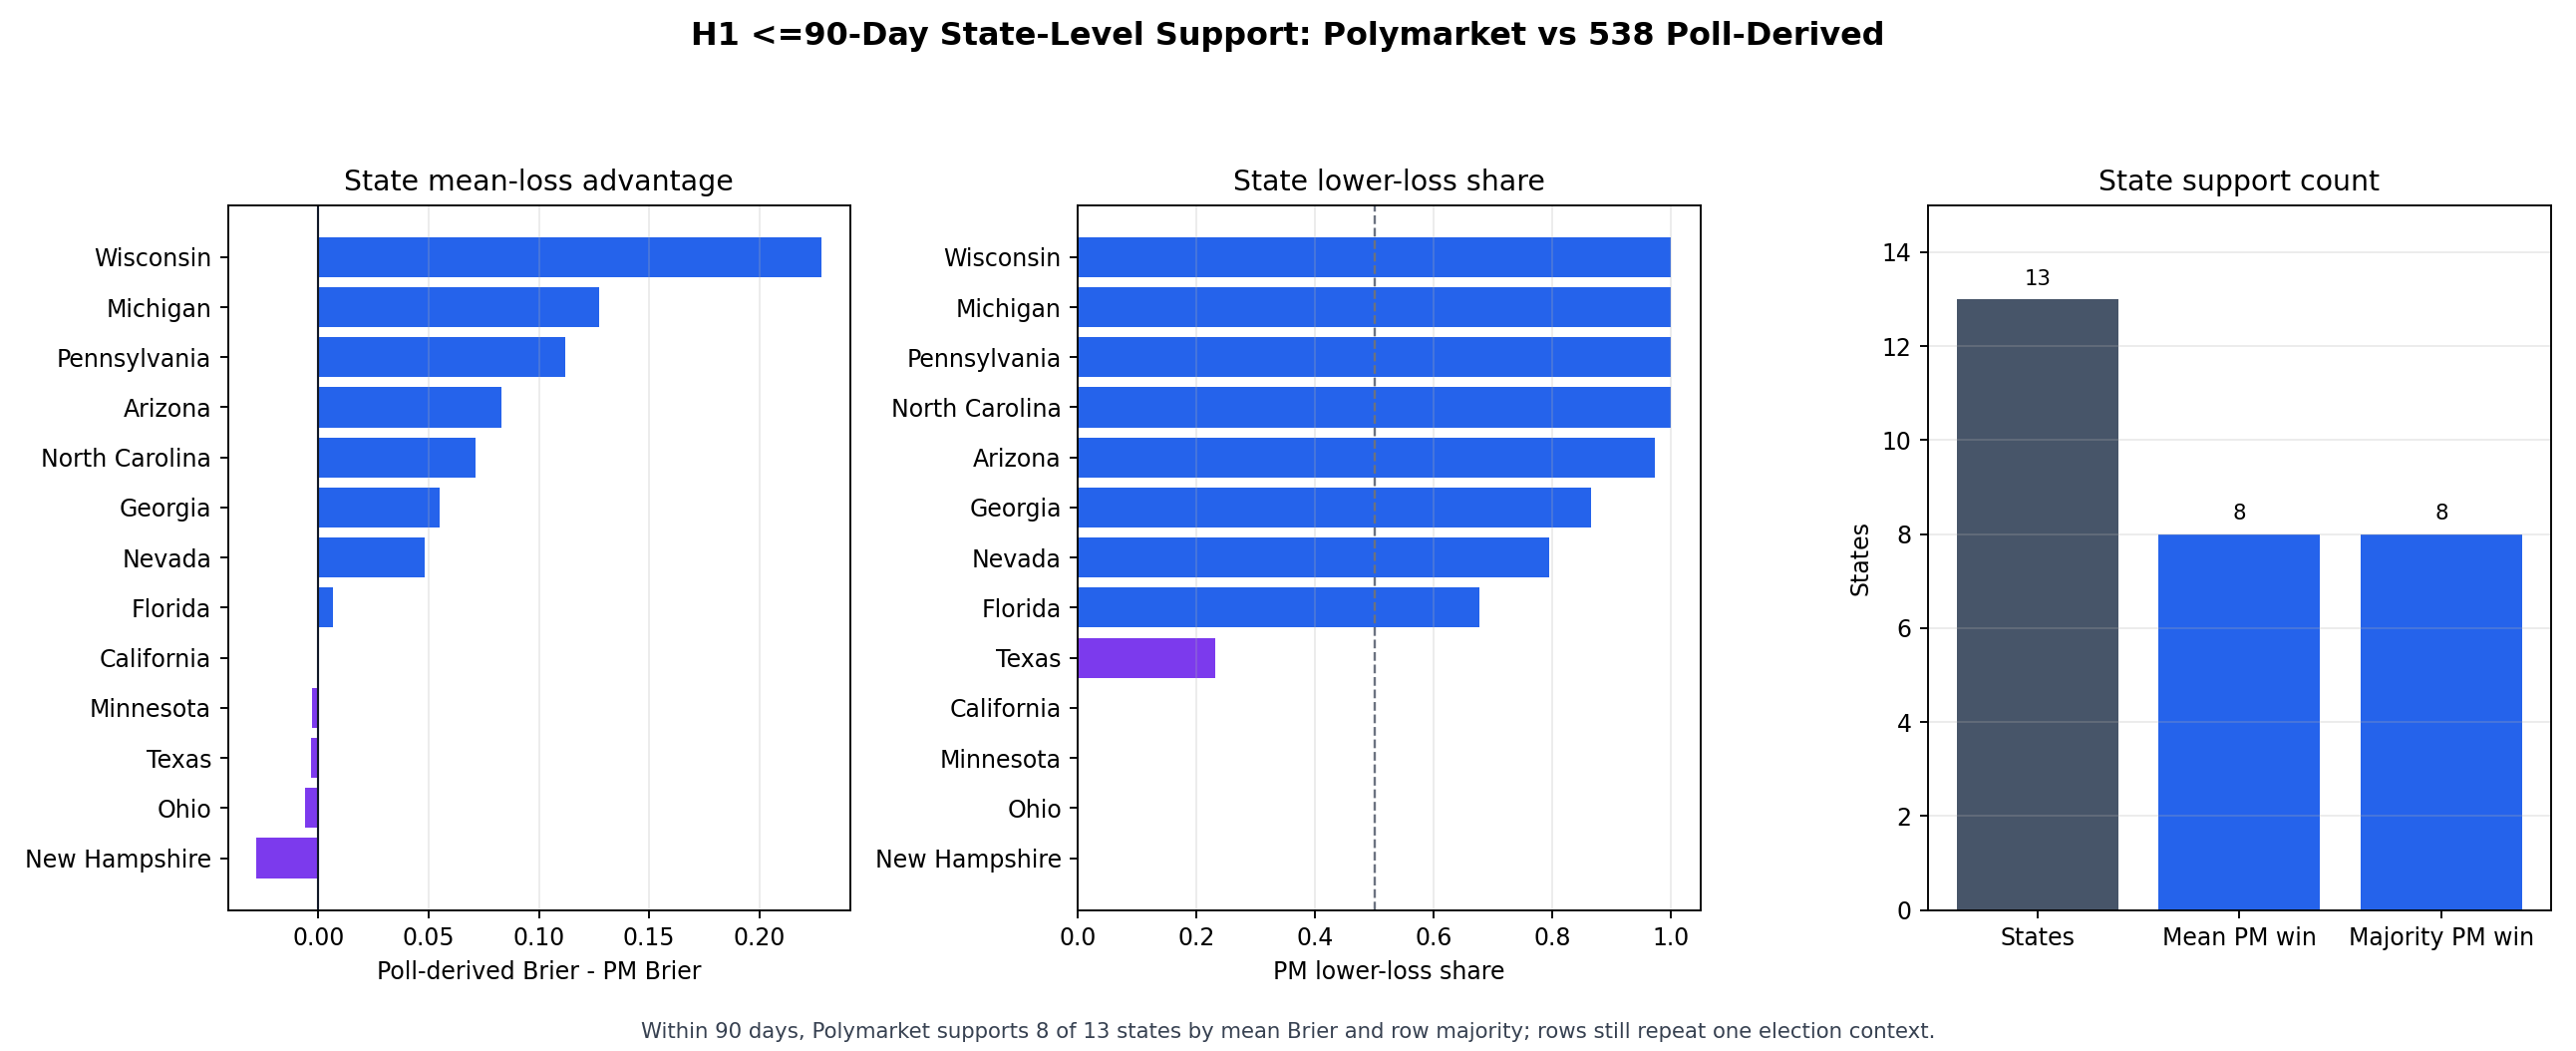 H1 <=90-Day State-Level Support: Polymarket vs 538 Poll-Derived
State mean-loss advantage
Wisconsin
Michigan
Pennsylvania
Arizona
North Carolina
Georgia
Nevada
Florida
California
Minnesota
Texas
Ohio
New Hampshire
0.00 0.05 0.10 0.15 0.20
Poll-derived Brier - PM Brier
State lower-loss share
Wisconsin
Michigan
Pennsylvania
North Carolina
Arizona
Georgia
Nevada
Florida
Texas
California
Minnesota
Ohio
New Hampshire
0.0 0.2 0.4 0.6 0.8 1.0
PM lower-loss share
State support count
States
14
12
10
8
6
4
2
0
13
8
8
States Mean PM win Majority PM win
Within 90 days, Polymarket supports 8 of 13 states by mean Brier and row majority; rows still repeat one election context.